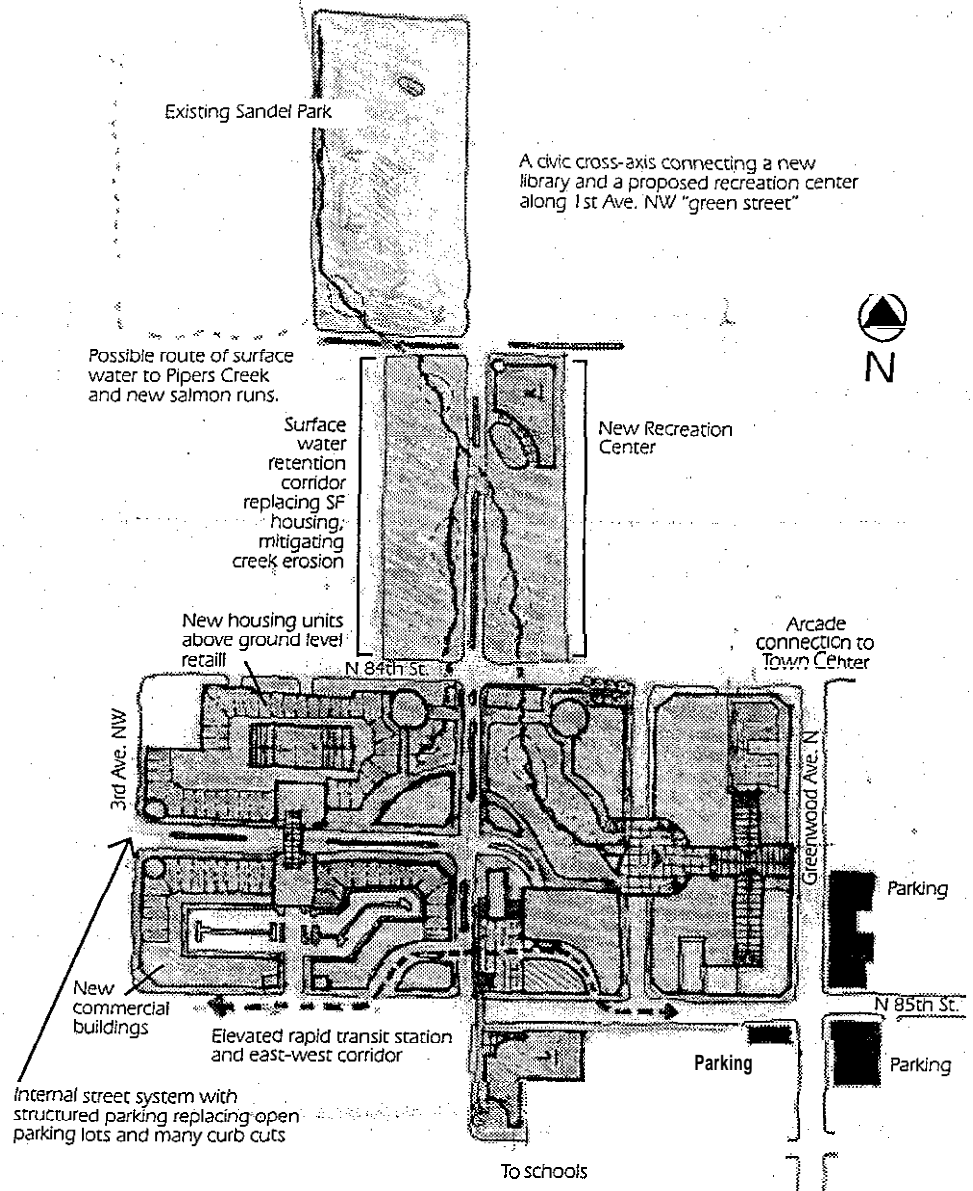 Existing Sandel Park
A civic cross-axis connecting a new
library and a proposed recreation center
along 1st Ave. NW "green street"
N
Possible route of surface
water to Pipers Creek
and new salmon runs.
Surface
water
retention
corridor
replacing SF
housing,
mitigating
creek erosion
R
New Recreation
Center
New housing units
above ground level
retaill
N 84th St.
Arcade
connection to
Town Center
3rd Ave. NW
Greenwood Ave. N
Parking
New
commercial
buildings
N 85th St.
Elevated rapid transit station
and east-west corridor
L
Parking
Parking
Internal street system with
structured parking replacing open
parking lots and many curb cuts
To schools